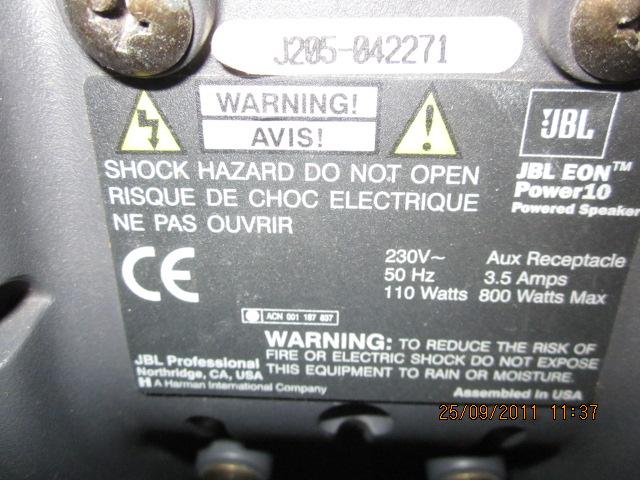 J205-042271
WARNING!
AVIS!
JBL
SHOCK HAZARD DO NOT OPEN
RISQUE DE CHOC ELECTRIQUE
NE PAS OUVRIR
JBL EON™
Power10
Powered Speaker
CE
230V~
50 Hz
110 Watts
Aux Receptacle
3.5 Amps
800 Watts Max
ACN 001 187 837
WARNING: TO REDUCE THE RISK OF
FIRE OR ELECTRIC SHOCK DO NOT EXPOSE
THIS EQUIPMENT TO RAIN OR MOISTURE.
JBL Professional
Northridge, CA, USA
H A Harman International Company
Assembled in USA
25/09/2011 11:37